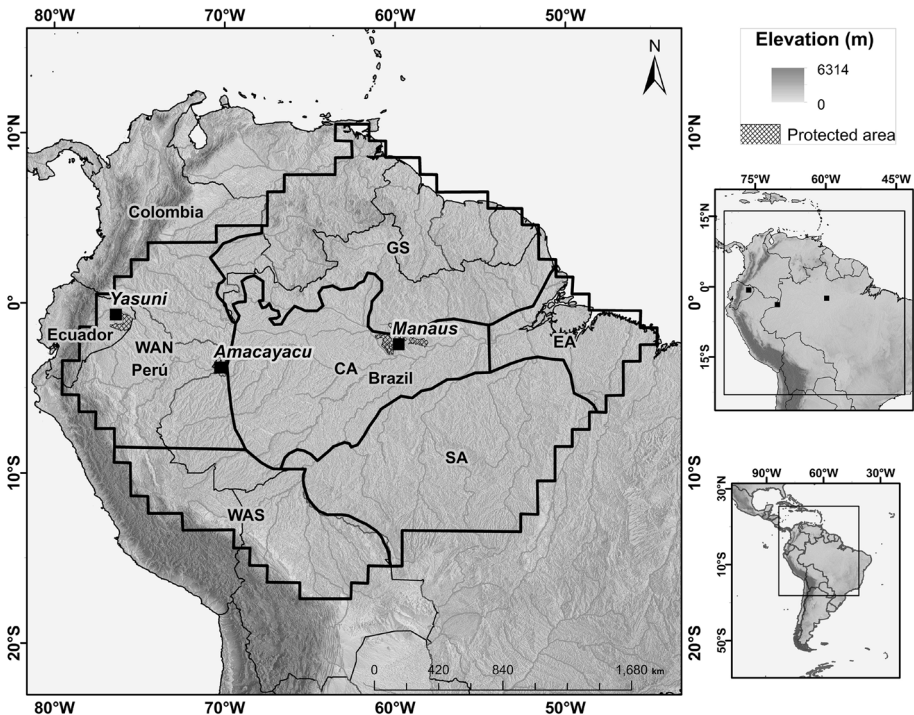 80°W 70°W 60°W 50°W
N
10°N
0°
10°S
20°S
Colombia
GS
Yasuni
Ecuador
WAN
Perú
Amacayacu
Manaus
CA
Brazil
EA
SA
WAS
0 420 840 1,680 km
10°N
0°
10°S
20°S
80°W 70°W 60°W 50°W
Elevation (m)
6314
0
Protected area
75°W 60°W 45°W
15°N
0°
15°S
90°W 60°W 30°W
30°N
10°S
50°S